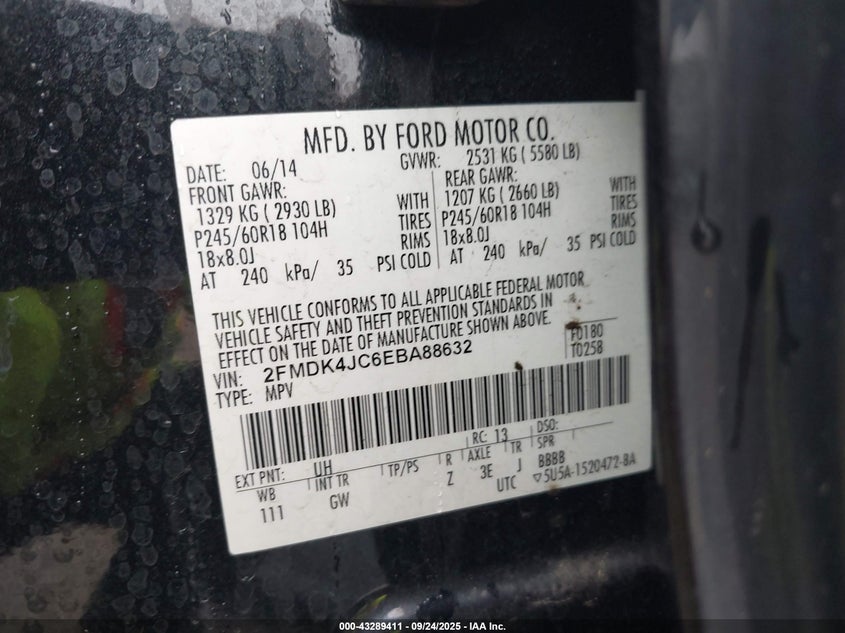 MFD. BY FORD MOTOR CO.
DATE: 06/14 GVWR: 2531 KG ( 5580 LB)
FRONT GAWR: REAR GAWR:
1329 KG ( 2930 LB) WITH 1207 KG ( 2660 LB) WITH
P245/60R18 104H TIRES P245/60R18 104H TIRES
18x8.0J RIMS 18x8.0J RIMS
AT 240 kPa/ 35 PSI COLD AT 240 kPa/ 35 PSI COLD
THIS VEHICLE CONFORMS TO ALL APPLICABLE FEDERAL MOTOR
VEHICLE SAFETY AND THEFT PREVENTION STANDARDS IN
EFFECT ON THE DATE OF MANUFACTURE SHOWN ABOVE.
VIN: 2FMDK4JC6EBA88632 F0180
TYPE: MPV T0258
EXT PNT: UH RC: 13 DSO:
WB INT TR TP/PS R AXLE TR SPR
111 GW Z 3E J BBBB
UTC ▽5U5A-1520472-BA
000-43289411 - 09/24/2025 - IAA Inc.